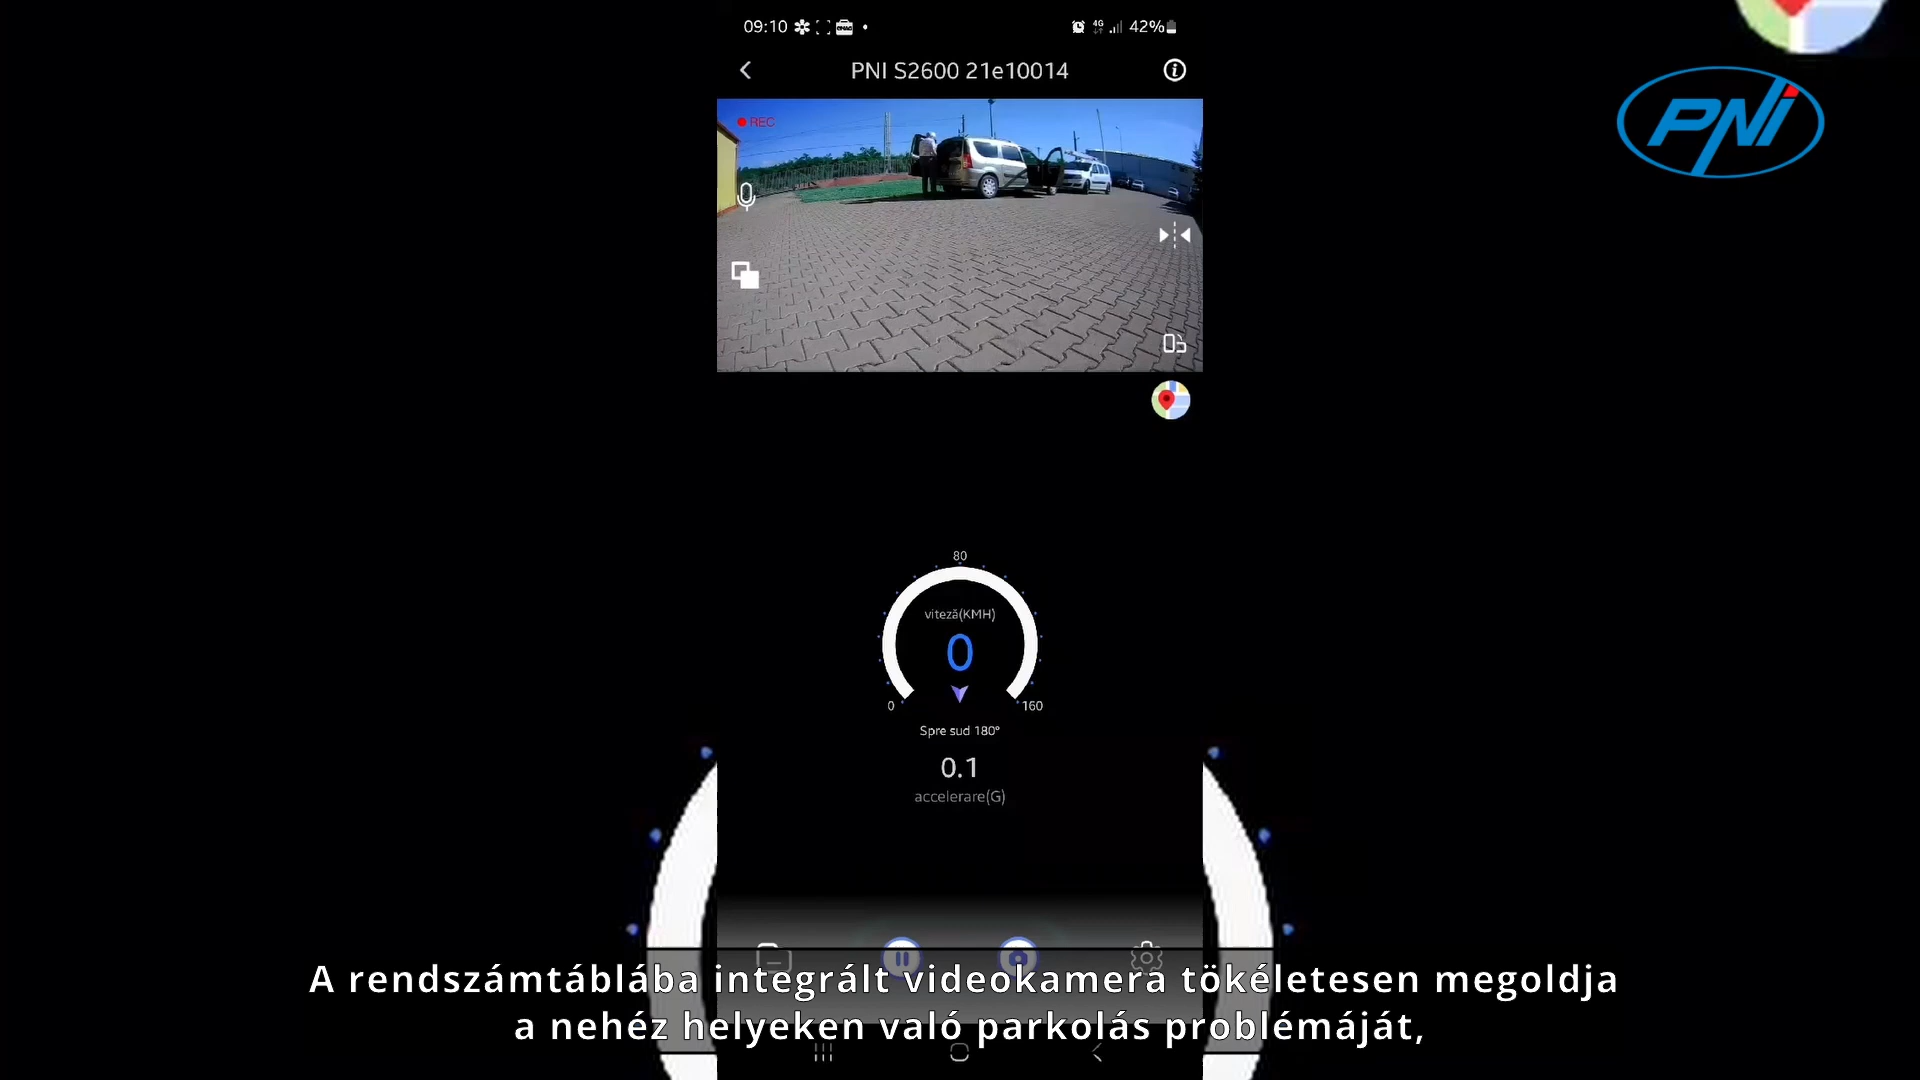 09:10
4G
42%
PNI S2600 21e10014
REC
PNI
80
viteză(KMH)
0
0
160
Spre sud 180°
0.1
accelerare(G)
A rendszámtáblába integrált videokamera tökéletesen megoldja
a nehéz helyeken való parkolás problémáját,